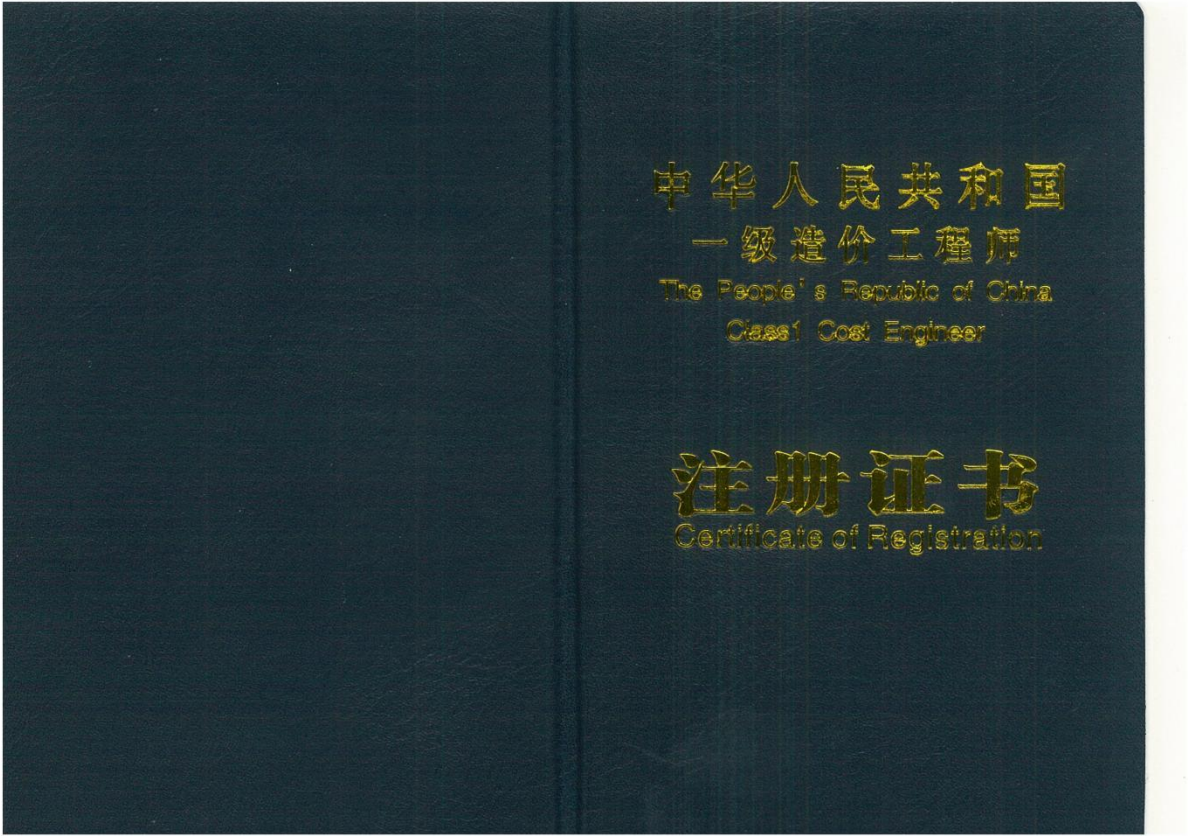 中华人民共和国
一级造价工程师
The People's Republic of China
Class1 Cost Engineer
注册证书
Certificate of Registration